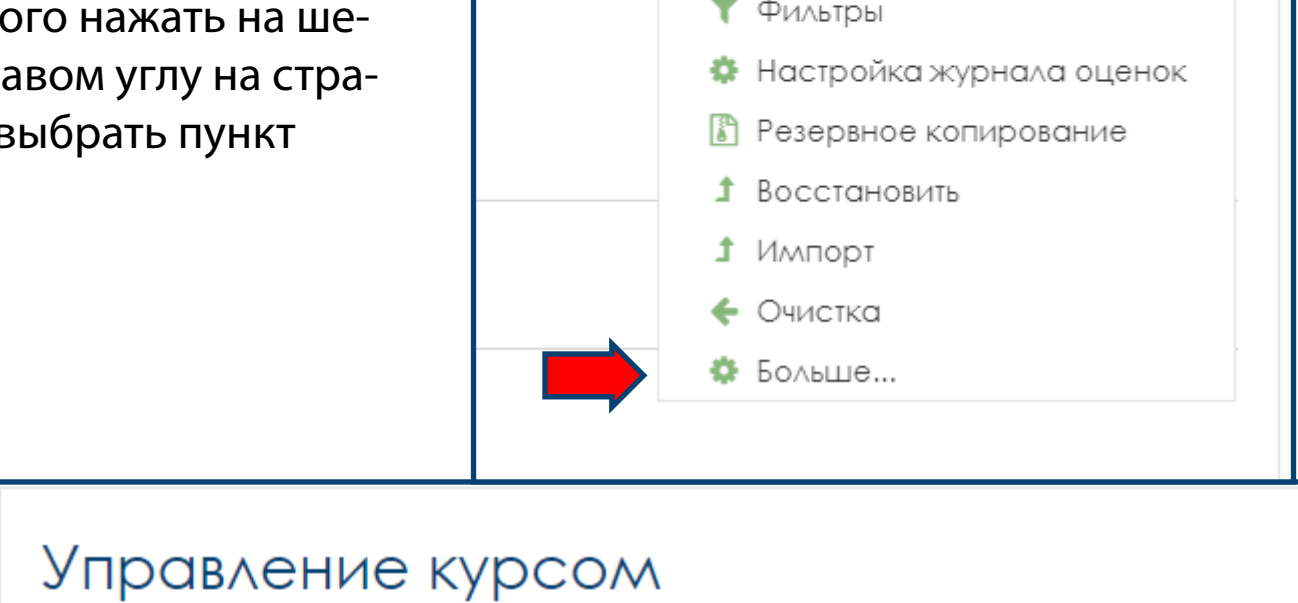 ого нажать на ше-
авом углу на стра-
выбрать пункт
Фильтры
Настройка журнала оценок
Резервное копирование
Восстановить
Импорт
Очистка
Больше...
Управление курсом